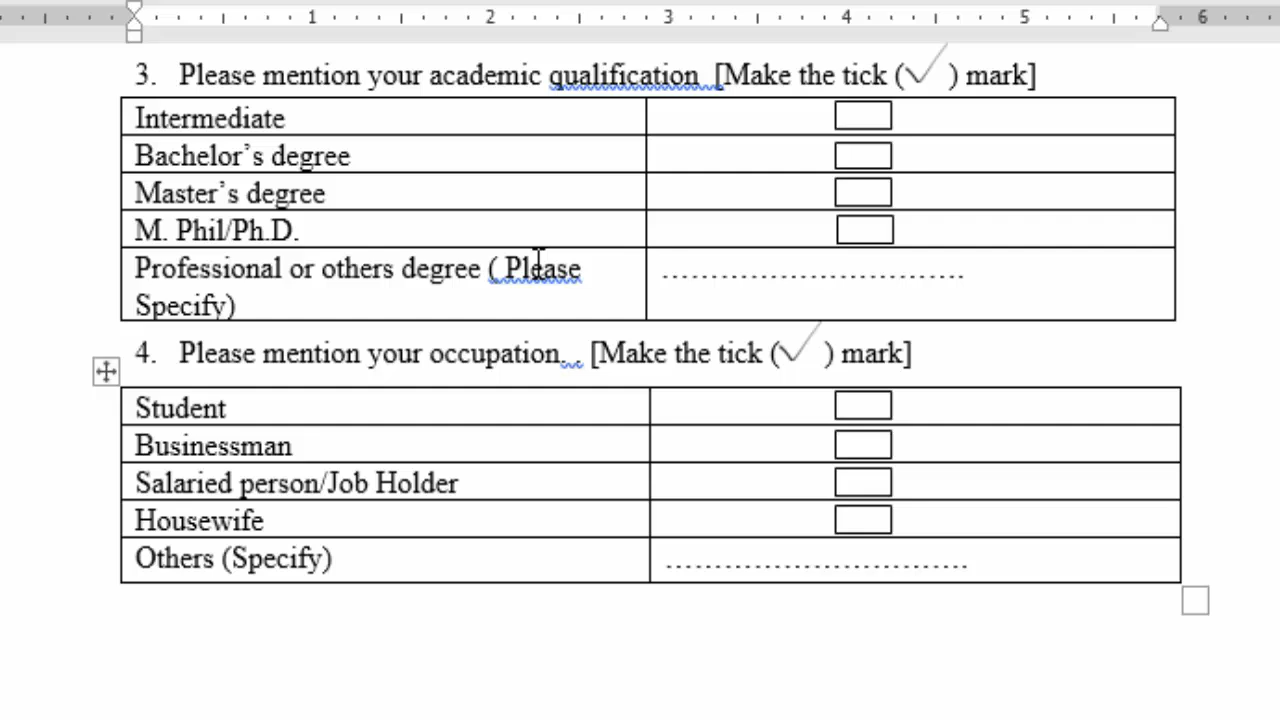 1 2 3 4 5 6
3. Please mention your academic qualification [Make the tick (✓) mark]
Intermediate
Bachelor’s degree
Master’s degree
M. Phil/Ph.D.
Professional or others degree ( Please
Specify)
..............................
4. Please mention your occupation. . [Make the tick (✓) mark]
Student
Businessman
Salaried person/Job Holder
Housewife
Others (Specify) ..............................